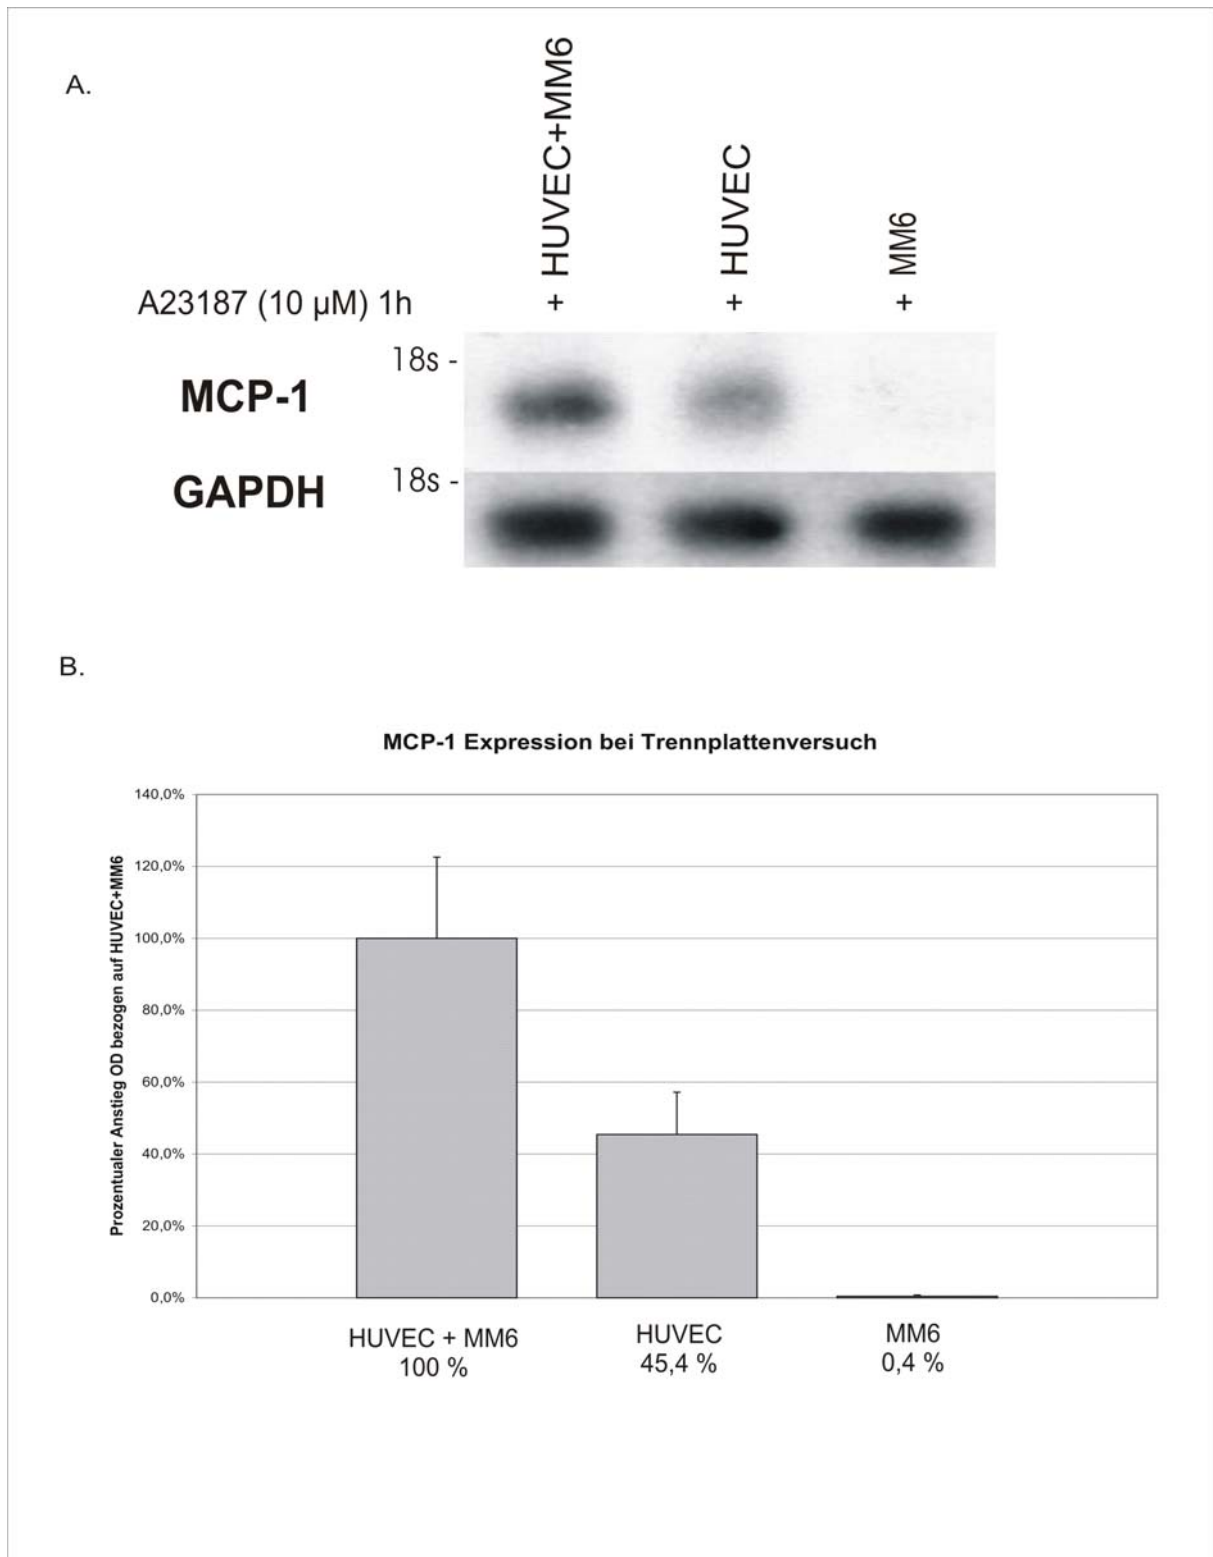 A.
HUVEC+MM6
HUVEC
MM6
A23187 (10 µM) 1h + + +
18s -
MCP-1
18s -
GAPDH
B.
MCP-1 Expression bei Trennplattenversuch
Prozentualer Anstieg OD bezogen auf HUVEC+MM6
140,0%
120,0%
100,0%
80,0%
60,0%
40,0%
20,0%
0,0%
HUVEC + MM6
100 %
HUVEC
45,4 %
MM6
0,4 %